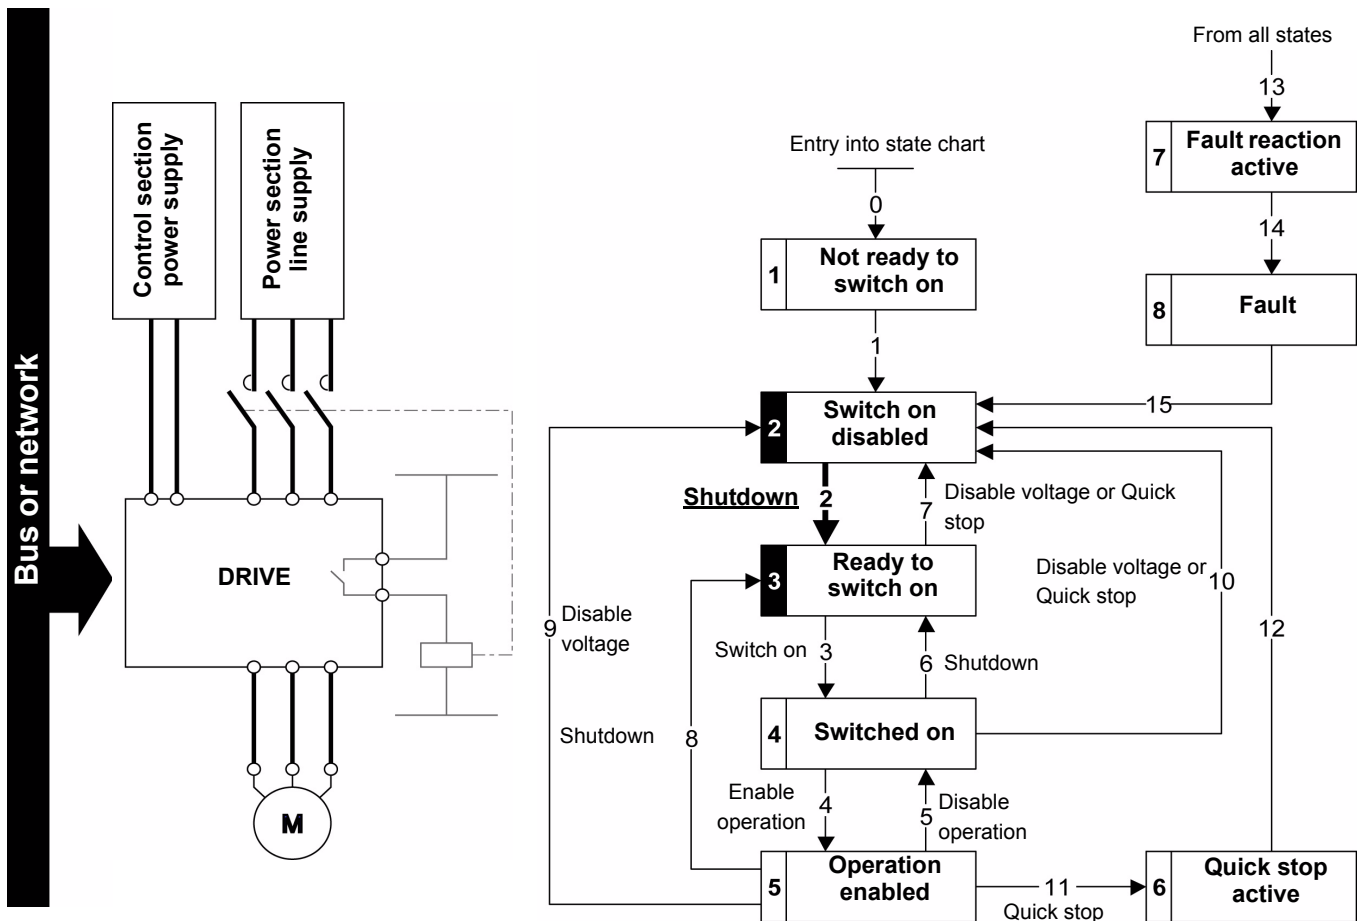 Bus or network
Control section
power supply
Power section
line supply
DRIVE
M
From all states
13
7
Fault reaction
active
14
8
Fault
15
Entry into state chart
0
1
Not ready to
switch on
1
2
Switch on
disabled
Shutdown
2
7
Disable voltage or Quick
stop
3
Ready to
switch on
Disable voltage or
Quick stop
10
12
9
Disable
voltage
Switch on
3
6
Shutdown
4
Switched on
Shutdown
8
Enable
operation
4
5
Disable
operation
5
Operation
enabled
11
Quick stop
6
Quick stop
active